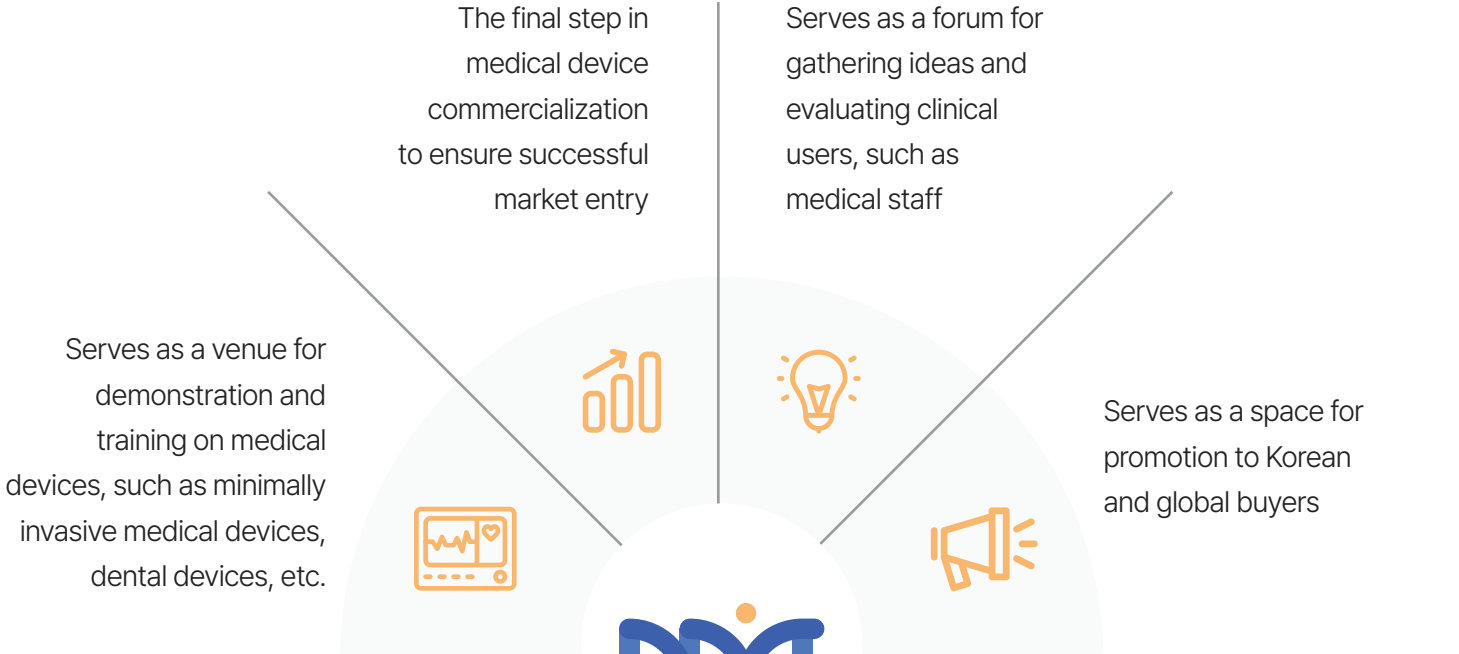 The final step in
medical device
commercialization
to ensure successful
market entry
Serves as a forum for
gathering ideas and
evaluating clinical
users, such as
medical staff
Serves as a venue for
demonstration and
training on medical
devices, such as minimally
invasive medical devices,
dental devices, etc.
Serves as a space for
promotion to Korean
and global buyers